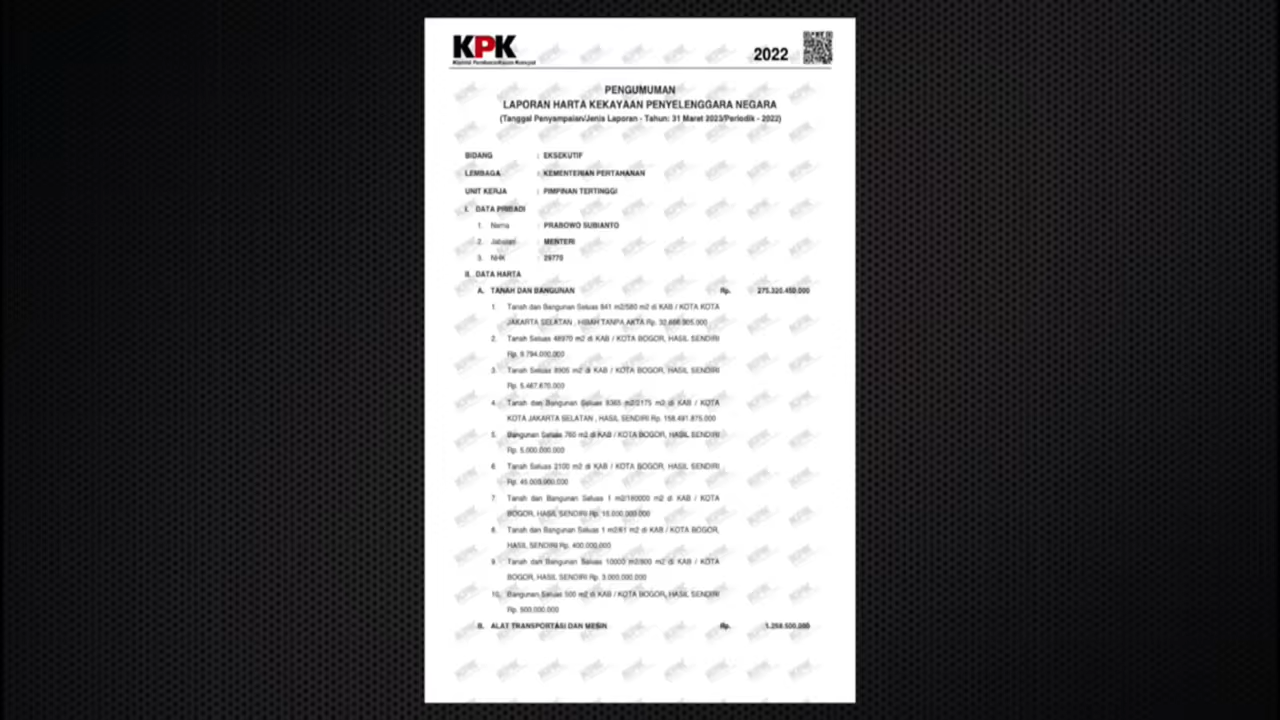 KPK
Komisi Pemberantasan Korupsi
2022
PENGUMUMAN
LAPORAN HARTA KEKAYAAN PENYELENGGARA NEGARA
(Tanggal Penyampaian/Jenis Laporan - Tahun: 31 Maret 2023/Periodik - 2022)
BIDANG : EKSEKUTIF
LEMBAGA : KEMENTERIAN PERTAHANAN
UNIT KERJA : PIMPINAN TERTINGGI
I. DATA PRIBADI
1. Nama : PRABOWO SUBIANTO
2. Jabatan : MENTERI
3. NHK : 29770
II. DATA HARTA
A. TANAH DAN BANGUNAN Rp. 275.320.450.000
1. Tanah dan Bangunan Seluas 841 m2/580 m2 di KAB / KOTA KOTA
JAKARTA SELATAN , HIBAH TANPA AKTA Rp.
2. Tanah Seluas 48970 m2 di KAB / KOTA BOGOR, HASIL SENDIRI
Rp. 9.794.000.000
3. Tanah Seluas 8905 m2 di KAB / KOTA BOGOR, HASIL SENDIRI
Rp. 5.467.670.000
4. Tanah dan Bangunan Seluas m2 di KAB / KOTA
KOTA JAKARTA SELATAN , HASIL SENDIRI Rp. 158.491.875.000
5. Bangunan Seluas 760 m2 di KAB / KOTA BOGOR, HASIL SENDIRI
Rp. 5.000.000.000
6. Tanah Seluas 2100 m2 di KAB / KOTA BOGOR, HASIL SENDIRI
Rp. 45.000.900.000
7. Tanah dan Bangunan Seluas 1 m2/160000 m2 di KAB / KOTA
BOGOR, HASIL SENDIRI Rp. 15.000.000.000
8. Tanah dan Bangunan Seluas 1 m2/61 m2 di KAB / KOTA BOGOR,
HASIL SENDIRI Rp. 400.000.000
9. Tanah dan Bangunan Seluas 10000 m2/800 m2 di KAB / KOTA
BOGOR, HASIL SENDIRI Rp. 3.000.000.000
10. Bangunan Seluas 500 m2 di KAB / KOTA BOGOR, HASIL SENDIRI
Rp. 500.000.000
B. ALAT TRANSPORTASI DAN MESIN Rp. 1.258.500.000